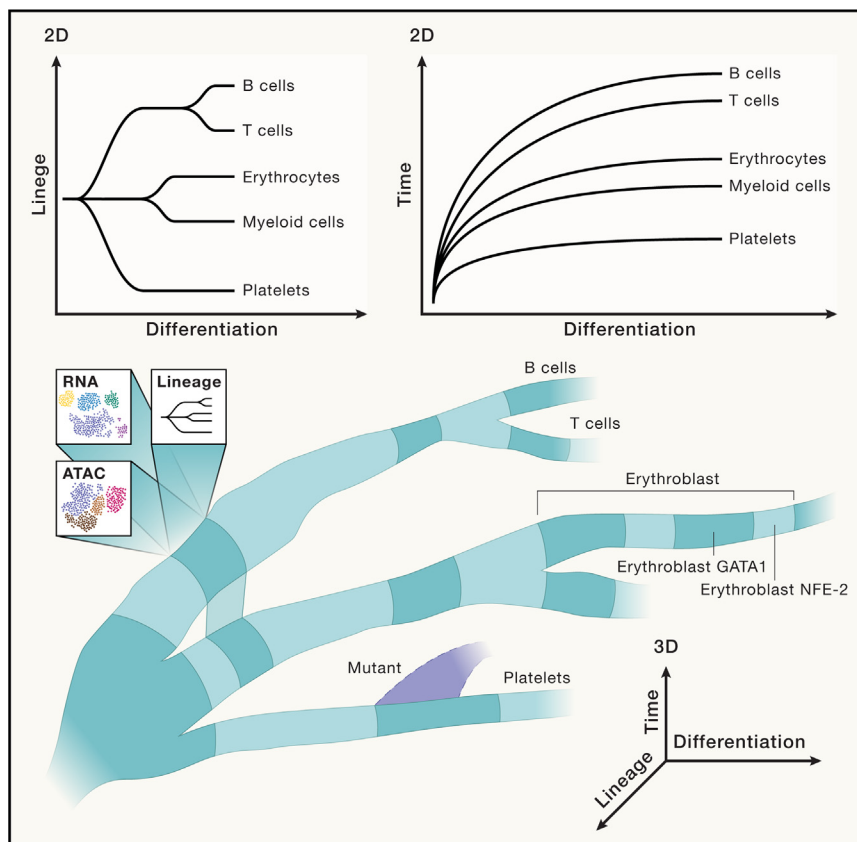 2D
Linege
B cells
T cells
Erythrocytes
Myeloid cells
Platelets
Differentiation
2D
Time
B cells
T cells
Erythrocytes
Myeloid cells
Platelets
Differentiation
RNA
Lineage
ATAC
B cells
T cells
Erythroblast
Erythroblast GATA1
Erythroblast NFE-2
Mutant
Platelets
3D
Time
Differentiation
Lineage